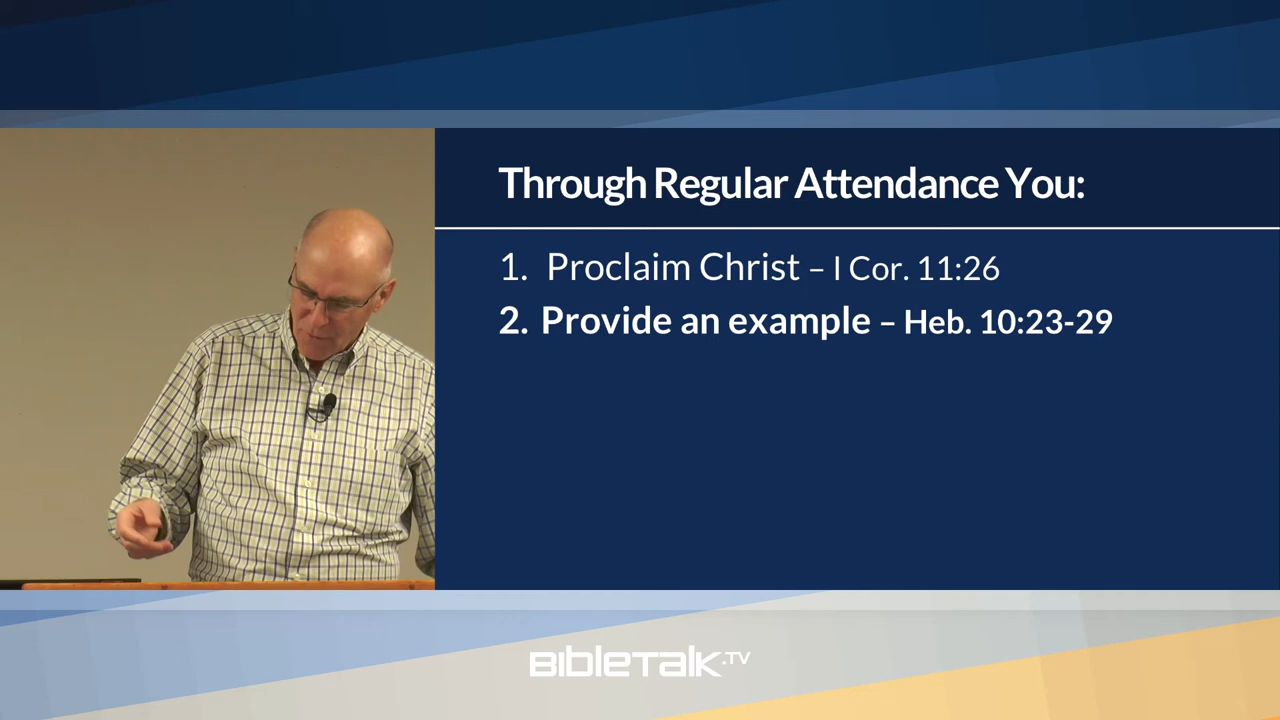 Through Regular Attendance You:
1. Proclaim Christ – I Cor. 11:26
2. Provide an example – Heb. 10:23-29
BIBLETALK.TV